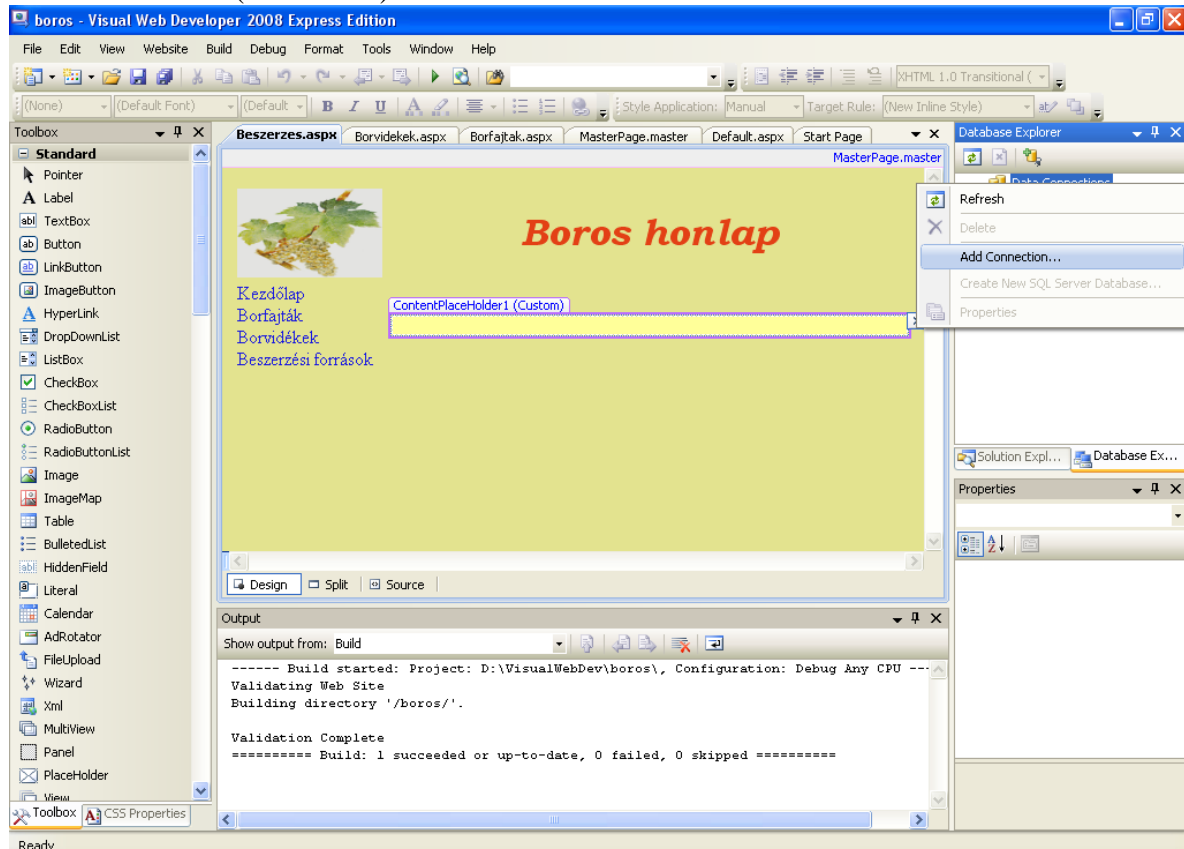 boros - Visual Web Developer 2008 Express Edition
File Edit View Website Build Debug Format Tools Window Help
XHTML 1.0 Transitional (
(None) (Default Font) (Default B I U A Style Application: Manual Target Rule: (New Inline Style)
Toolbox
Standard
Pointer
A Label
abl TextBox
ab Button
ab LinkButton
ImageButton
A HyperLink
DropDownList
ListBox
CheckBox
CheckBoxList
RadioButton
RadioButtonList
Image
ImageMap
Table
BulletedList
abl HiddenField
Literal
Calendar
AdRotator
FileUpload
Wizard
Xml
MultiView
Panel
PlaceHolder
View
Toolbox CSS Properties
Beszerzes.aspx Borvidekek.aspx Borfajtak.aspx MasterPage.master Default.aspx Start Page
MasterPage.master
Boros honlap
Kezdőlap
Borfajták
Borvidékek
Beszerzési források
ContentPlaceHolder1 (Custom)
Design Split Source
Output
Show output from: Build
------ Build started: Project: D:\VisualWebDev\boros\, Configuration: Debug Any CPU ---
Validating Web Site
Building directory '/boros/'.
Validation Complete
========== Build: 1 succeeded or up-to-date, 0 failed, 0 skipped ==========
Database Explorer
Data Connections
Refresh
Delete
Add Connection...
Create New SQL Server Database...
Properties
Solution Expl... Database Ex...
Properties
Ready